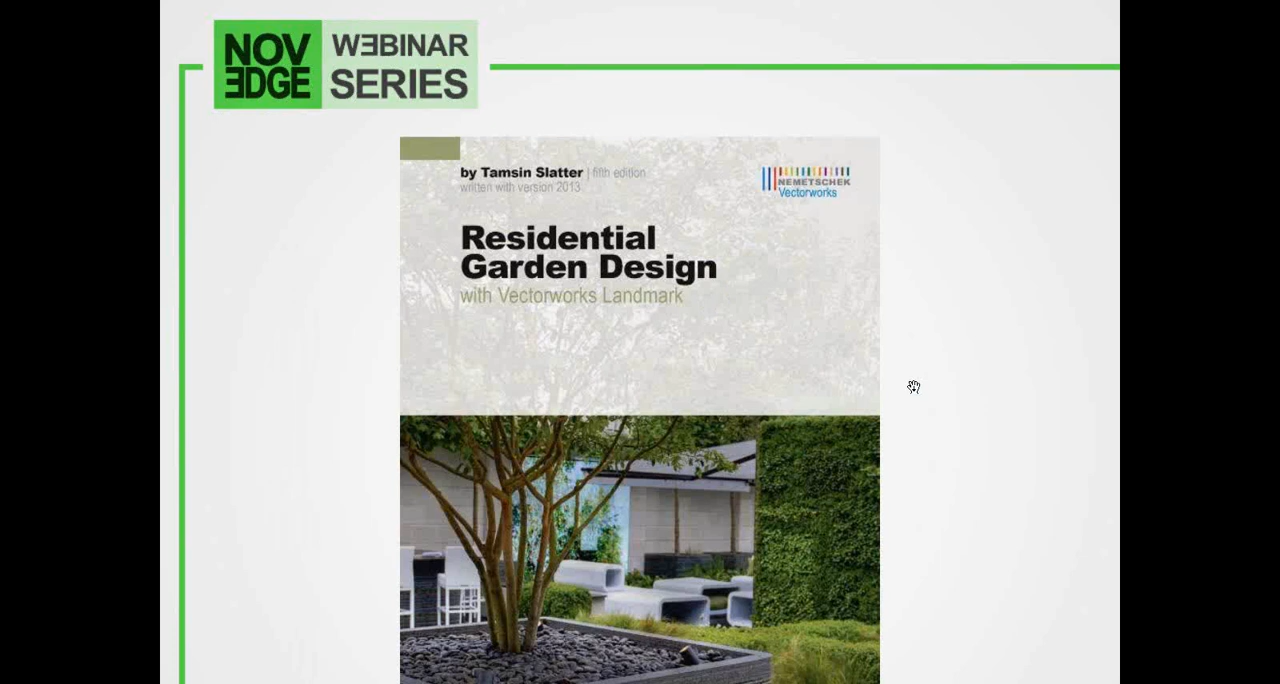 NOV
EDGE
WEBINAR
SERIES
by Tamsin Slatter | fifth edition
written with version 2013
NEMETSCHEK
Vectorworks
Residential
Garden Design
with Vectorworks Landmark